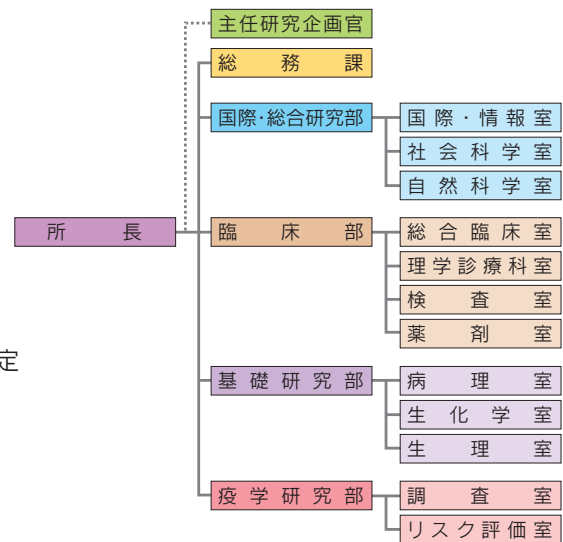 主任研究企画官
総務課
国際・総合研究部
国際・情報室
社会科学室
自然科学室
所長
臨床部
総合臨床室
理学診療科室
検査室
薬剤室
定
基礎研究部
病理室
生化学室
生理室
疫学研究部
調査室
リスク評価室